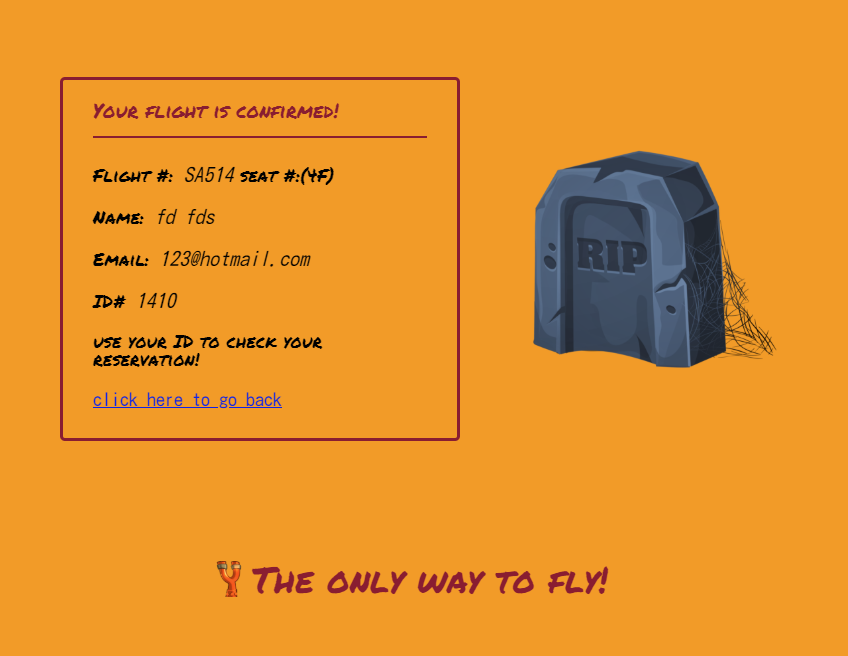 Your flight is confirmed!
Flight #: SA514 seat #:(4F)
Name: fd fds
Email: 123@hotmail.com
ID# 1410
use your ID to check your
reservation!
click here to go back
RIP
The only way to fly!